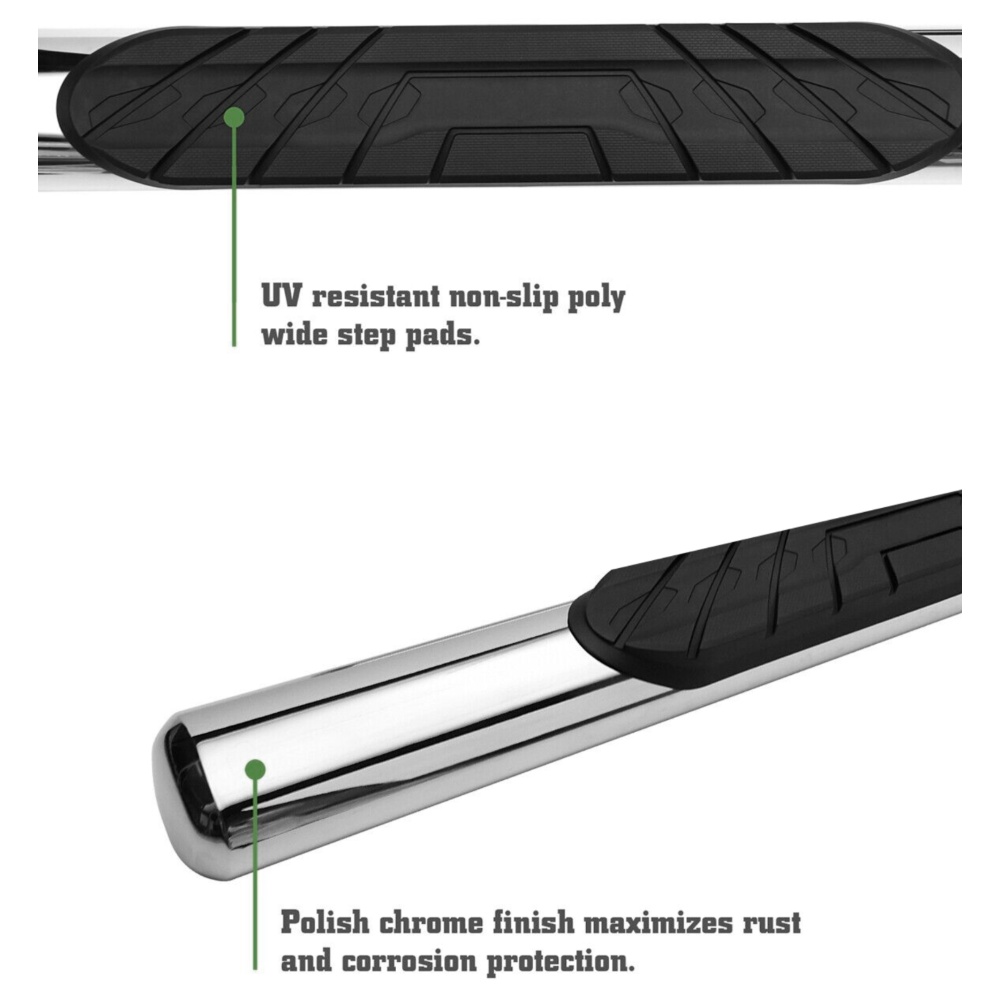 UV resistant non-slip poly
wide step pads.
Polish chrome finish maximizes rust
and corrosion protection.